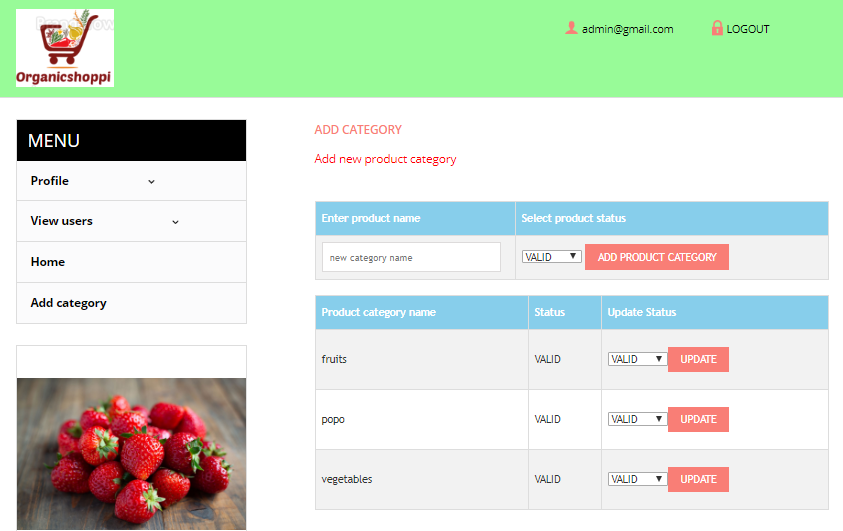 Organicshoppi
admin@gmail.com
LOGOUT
MENU
Profile
View users
Home
Add category
ADD CATEGORY
Add new product category
Enter product name Select product status
new category name VALID ADD PRODUCT CATEGORY
Product category name Status Update Status
fruits VALID VALID UPDATE
popo VALID VALID UPDATE
vegetables VALID VALID UPDATE